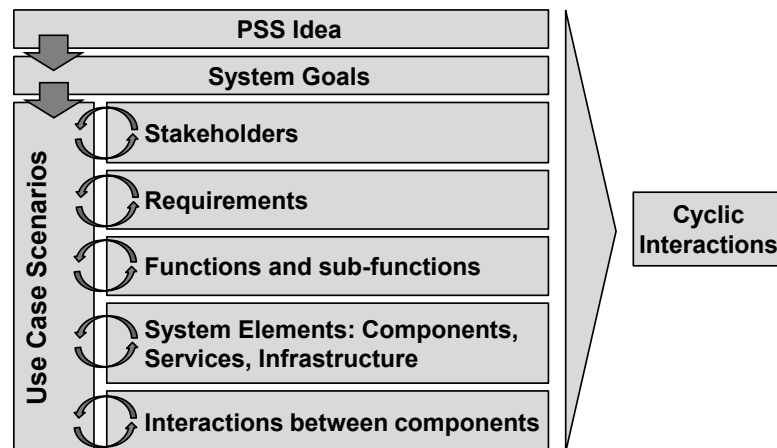 PSS Idea
System Goals
Use Case Scenarios
Stakeholders
Requirements
Functions and sub-functions
System Elements: Components,
Services, Infrastructure
Interactions between components
Cyclic
Interactions